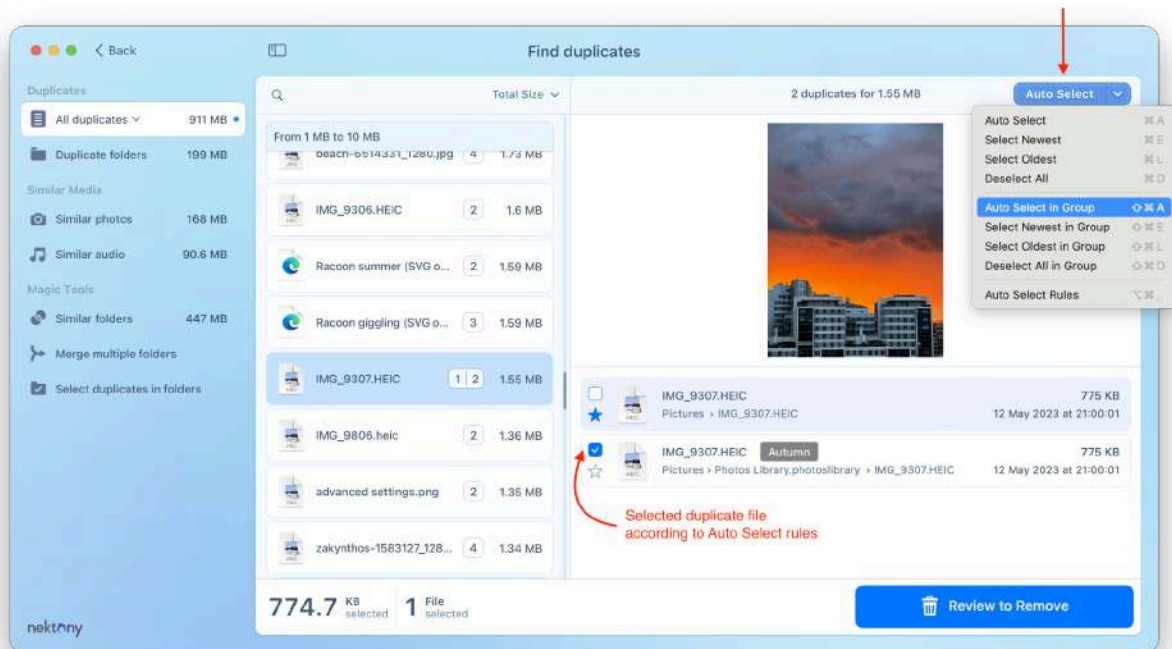 Back
Find duplicates
Duplicates
All duplicates 911 MB
Duplicate folders 199 MB
Similar Media
Similar photos 168 MB
Similar audio 90.6 MB
Magic Tools
Similar folders 447 MB
Merge multiple folders
Select duplicates in folders
nektony
Total Size
From 1 MB to 10 MB
beach-6514331_1280.jpg 4 1.73 MB
IMG_9306.HEIC 2 1.6 MB
Racoon summer (SVG o... 2 1.59 MB
Racoon giggling (SVG o... 3 1.59 MB
IMG_9307.HEIC 1 2 1.55 MB
IMG_9806.heic 2 1.36 MB
advanced settings.png 2 1.35 MB
zakynthos-1583127_128... 4 1.34 MB
774.7 KB selected 1 File selected
2 duplicates for 1.55 MB
Auto Select
Auto Select ⌘ A
Select Newest ⌘ E
Select Oldest ⌘ L
Deselect All ⌘ D
Auto Select in Group ⇧ ⌘ A
Select Newest in Group ⇧ ⌘ E
Select Oldest in Group ⇧ ⌘ L
Deselect All in Group ⇧ ⌘ D
Auto Select Rules ⌥ ⌘ ,
IMG_9307.HEIC 775 KB
Pictures › IMG_9307.HEIC 12 May 2023 at 21:00:01
IMG_9307.HEIC Autumn 775 KB
Pictures › Photos Library.photoslibrary › IMG_9307.HEIC 12 May 2023 at 21:00:01
Selected duplicate file
according to Auto Select rules
Review to Remove